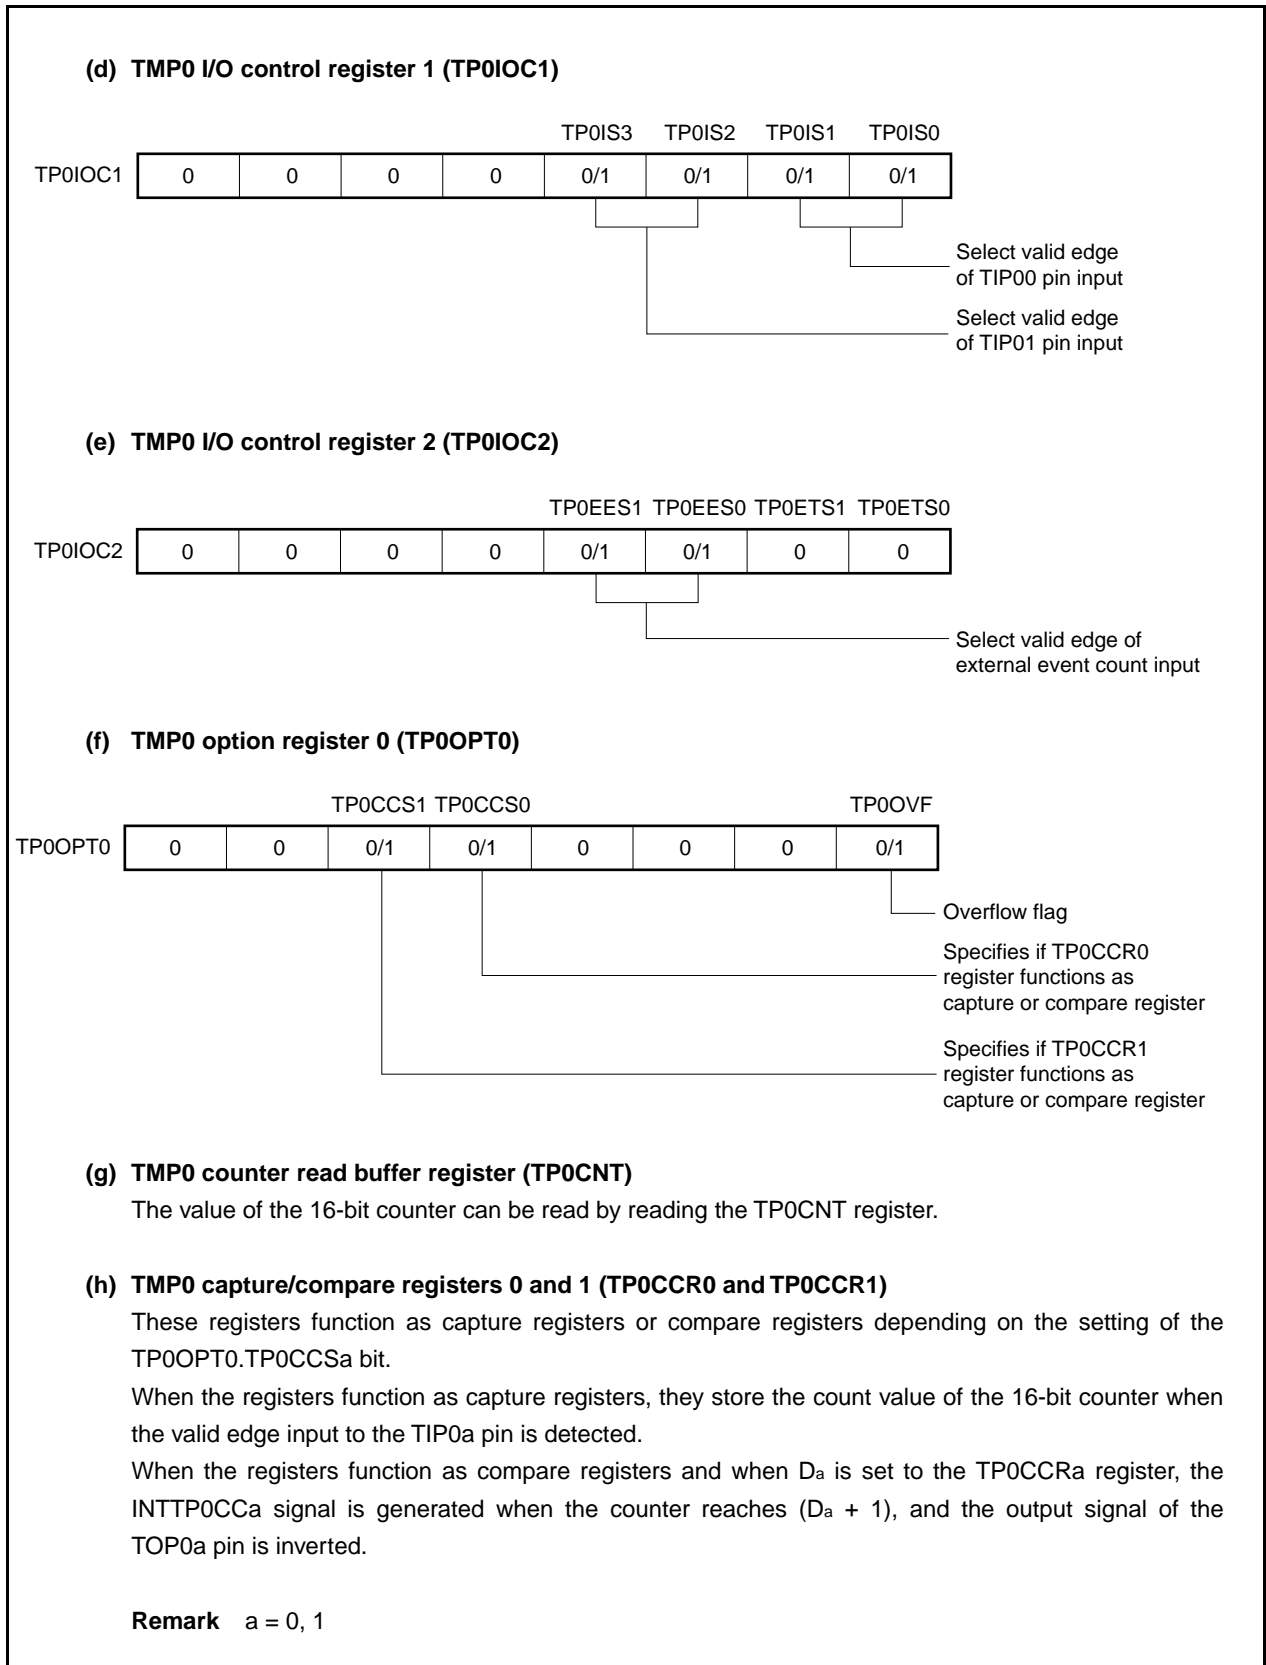 (d) TMP0 I/O control register 1 (TP0IOC1)
TP0IS3 TP0IS2 TP0IS1 TP0IS0
TP0IOC1 0 0 0 0 0/1 0/1 0/1 0/1
Select valid edge
of TIP00 pin input
Select valid edge
of TIP01 pin input
(e) TMP0 I/O control register 2 (TP0IOC2)
TP0EES1 TP0EES0 TP0ETS1 TP0ETS0
TP0IOC2 0 0 0 0 0/1 0/1 0 0
Select valid edge of
external event count input
(f) TMP0 option register 0 (TP0OPT0)
TP0CCS1 TP0CCS0 TP0OVF
TP0OPT0 0 0 0/1 0/1 0 0 0 0/1
Overflow flag
Specifies if TP0CCR0
register functions as
capture or compare register
Specifies if TP0CCR1
register functions as
capture or compare register
(g) TMP0 counter read buffer register (TP0CNT)
The value of the 16-bit counter can be read by reading the TP0CNT register.
(h) TMP0 capture/compare registers 0 and 1 (TP0CCR0 and TP0CCR1)
These registers function as capture registers or compare registers depending on the setting of the
TP0OPT0.TP0CCSa bit.
When the registers function as capture registers, they store the count value of the 16-bit counter when
the valid edge input to the TIP0a pin is detected.
When the registers function as compare registers and when Da is set to the TP0CCRa register, the
INTTP0CCa signal is generated when the counter reaches (Da + 1), and the output signal of the
TOP0a pin is inverted.
Remark a = 0, 1